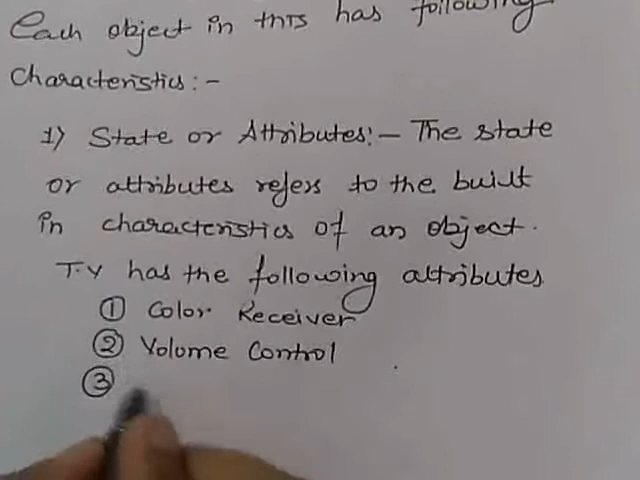 Each object in this has following
Characteristics:-
1) State or Attributes:- The state
or attributes refers to the built
in characteristics of an object.
T.V has the following attributes
① Color Receiver
② Volume Control
③